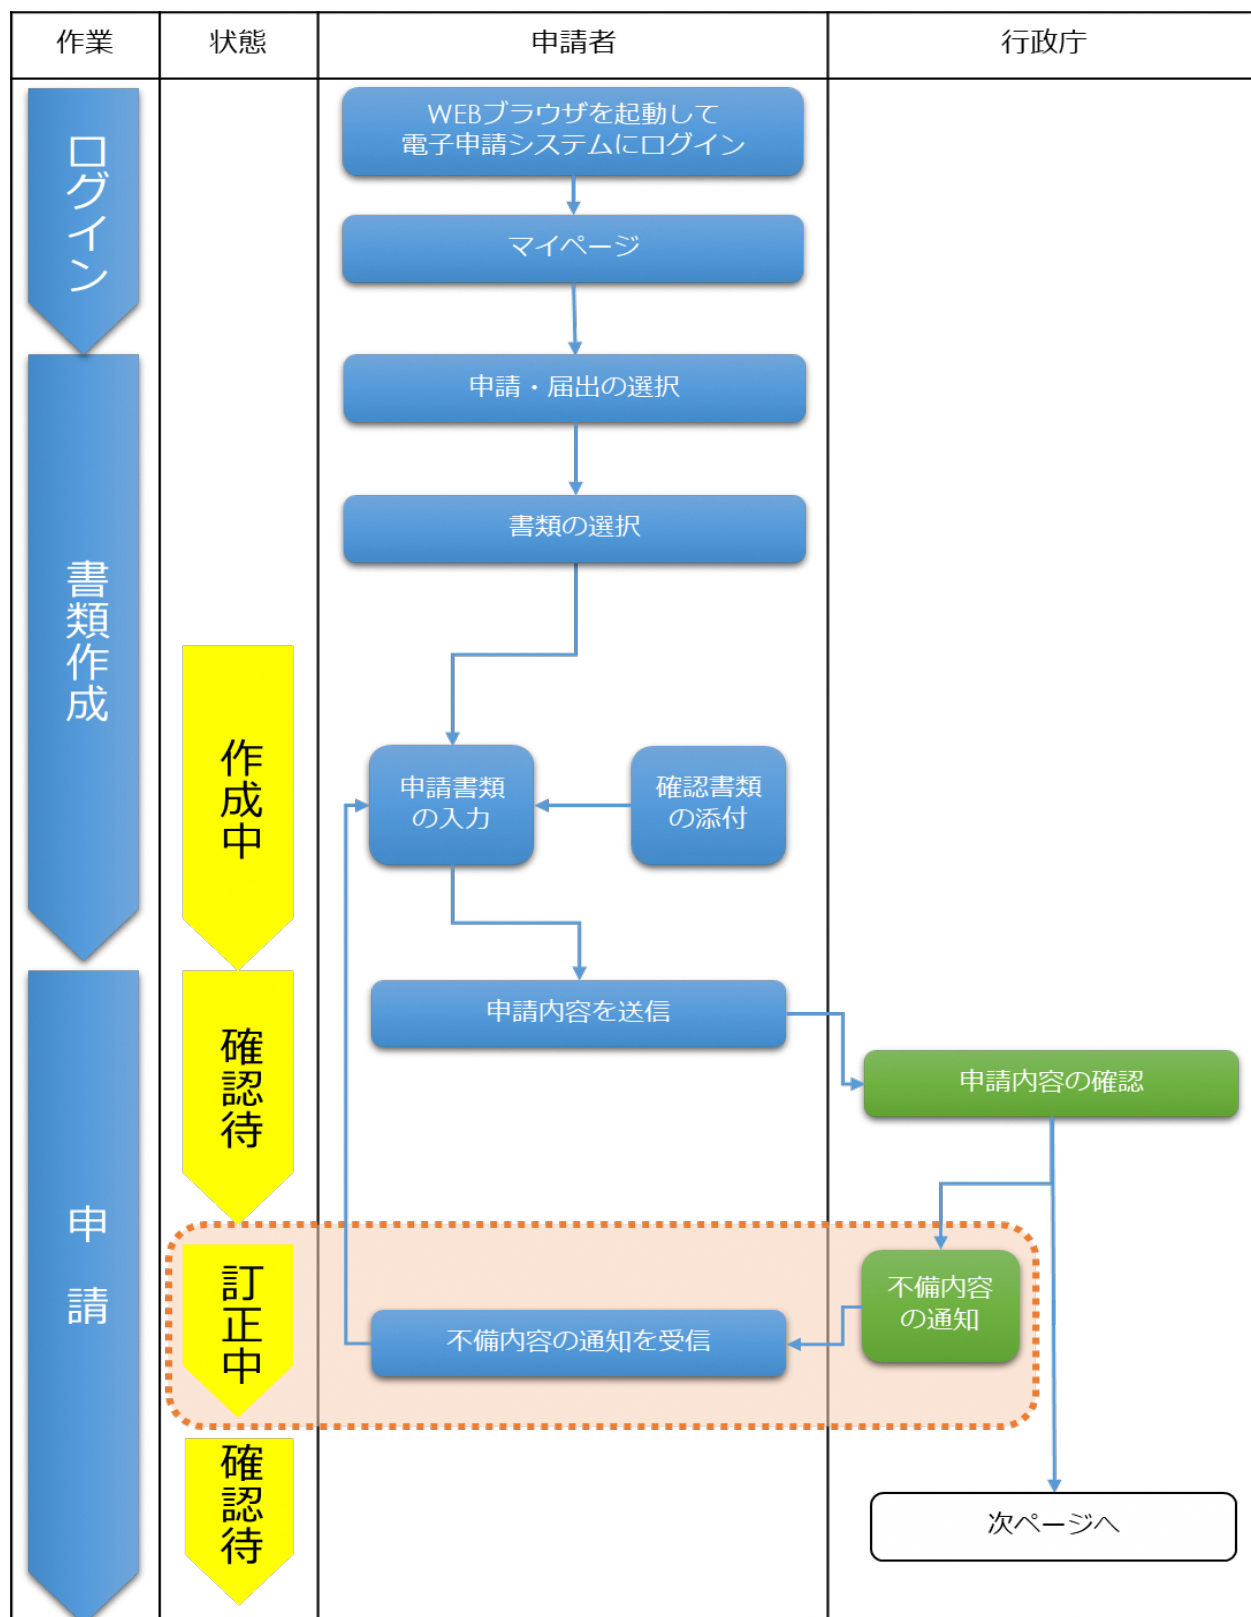 作業
状態
申請者
行政庁
ログイン
WEBブラウザを起動して
電子申請システムにログイン
マイページ
書類作成
申請・届出の選択
書類の選択
作成中
申請書類
の入力
確認書類
の添付
申請
確認待
申請内容を送信
申請内容の確認
訂正中
不備内容
の通知
不備内容の通知を受信
確認待
次ページへ